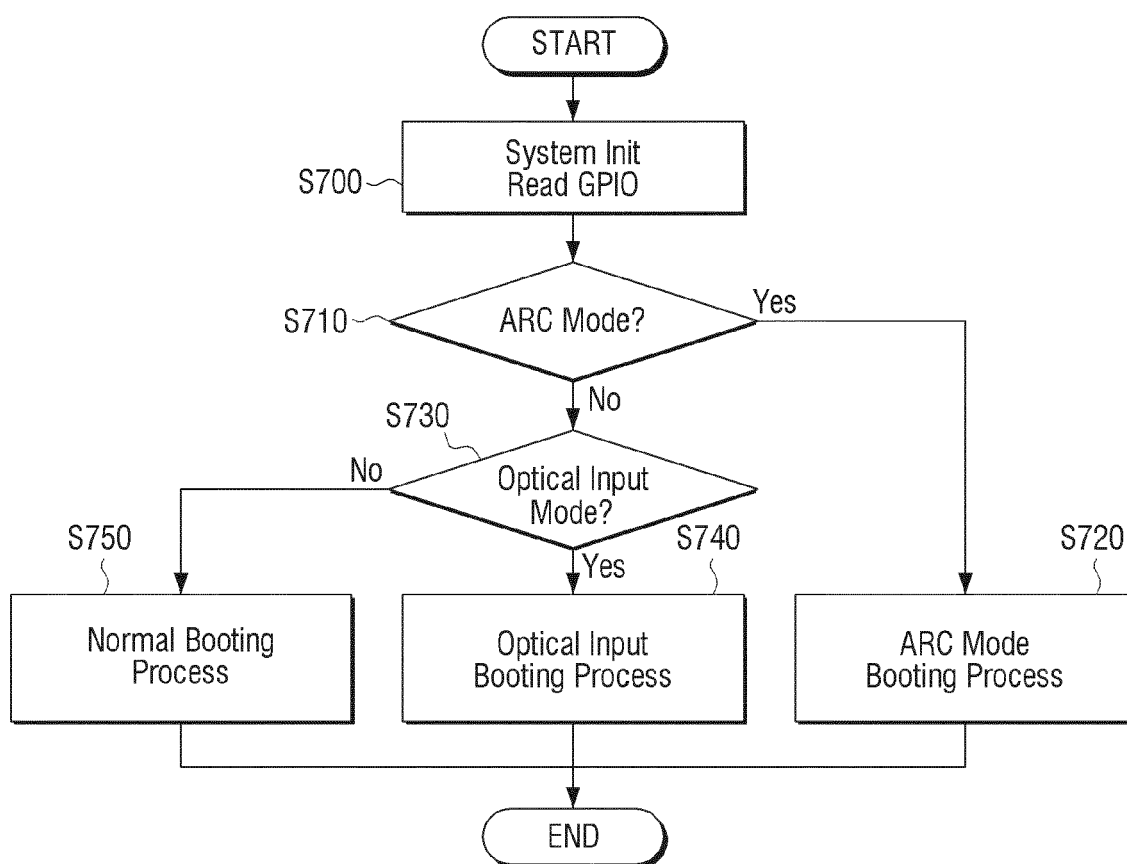 START
System Init
Read GPIO
S700
ARC Mode?
S710
Yes
No
S730
Optical Input
Mode?
No
Yes
S750
S740
S720
Normal Booting
Process
Optical Input
Booting Process
ARC Mode
Booting Process
END